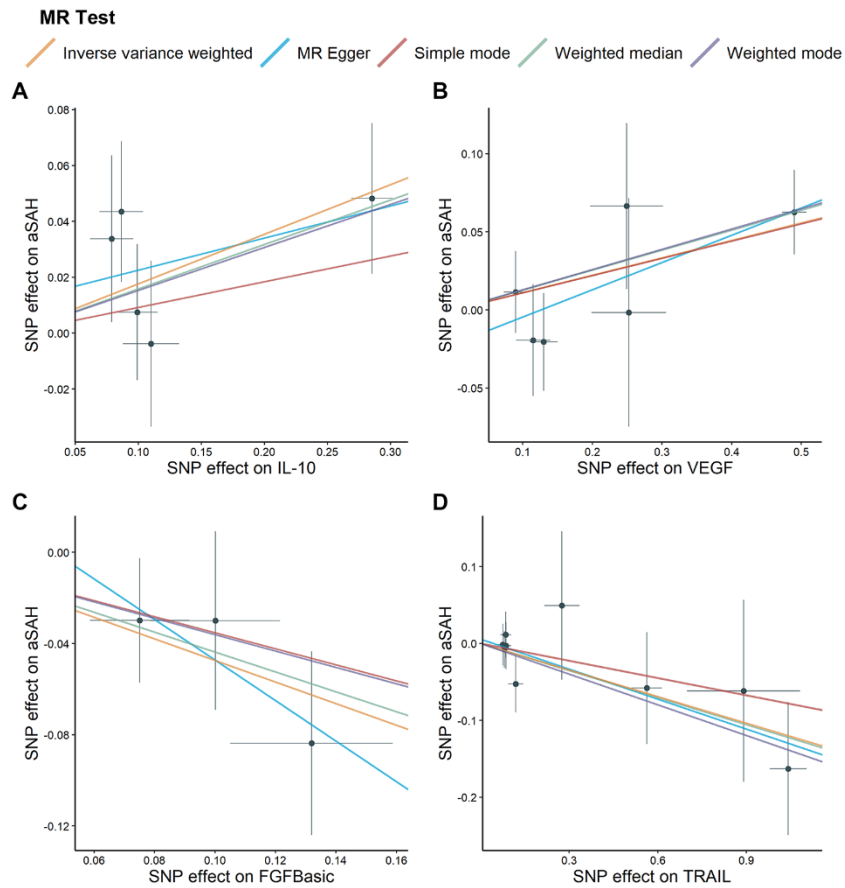 MR Test
Inverse variance weighted MR Egger Simple mode Weighted median Weighted mode
A
0.08
0.06
0.04
0.02
0.00
-0.02
SNP effect on aSAH
0.05 0.10 0.15 0.20 0.25 0.30
SNP effect on IL-10
B
0.10
0.05
0.00
-0.05
SNP effect on aSAH
0.1 0.2 0.3 0.4 0.5
SNP effect on VEGF
C
0.00
-0.04
-0.08
-0.12
SNP effect on aSAH
0.06 0.08 0.10 0.12 0.14 0.16
SNP effect on FGFBasic
D
0.1
0.0
-0.1
-0.2
SNP effect on aSAH
0.3 0.6 0.9
SNP effect on TRAIL